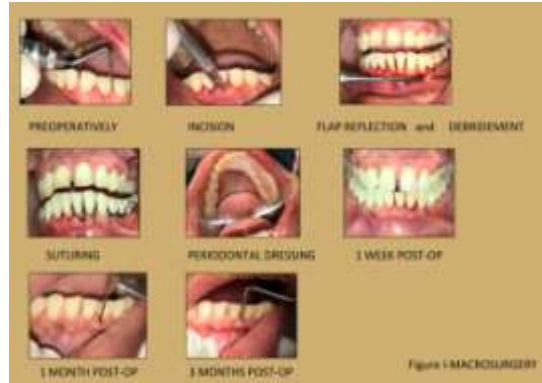 PREOPERATIVELY INCISION FLAP REFLECTION and DEBRIDEMENT
SUTURING PERIODONTAL DRESSING 1 WEEK POST-OP
1 MONTH POST-OP 3 MONTHS POST-OP Figure I-MACROSURGERY